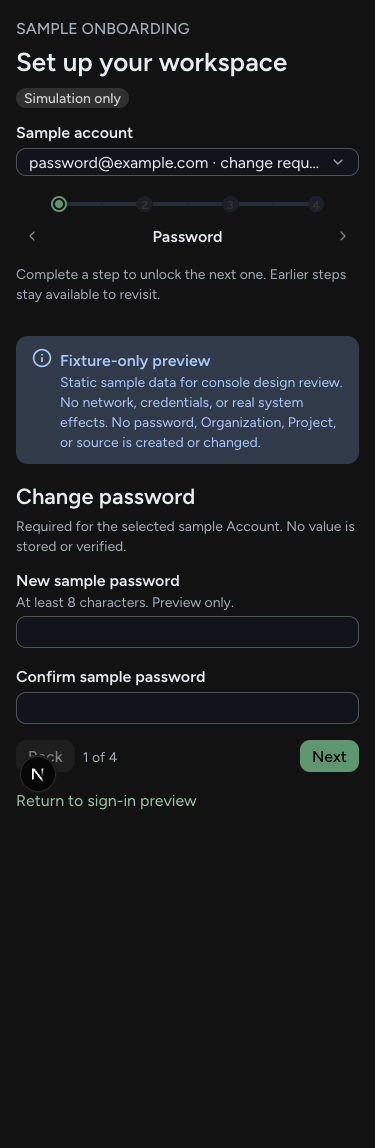 SAMPLE ONBOARDING
Set up your workspace
Simulation only
Sample account
password@example.com · change requ...
2 3 4
Password
Complete a step to unlock the next one. Earlier steps
stay available to revisit.
Fixture-only preview
Static sample data for console design review.
No network, credentials, or real system
effects. No password, Organization, Project,
or source is created or changed.
Change password
Required for the selected sample Account. No value is
stored or verified.
New sample password
At least 8 characters. Preview only.
Confirm sample password
Back 1 of 4 Next
N
Return to sign-in preview